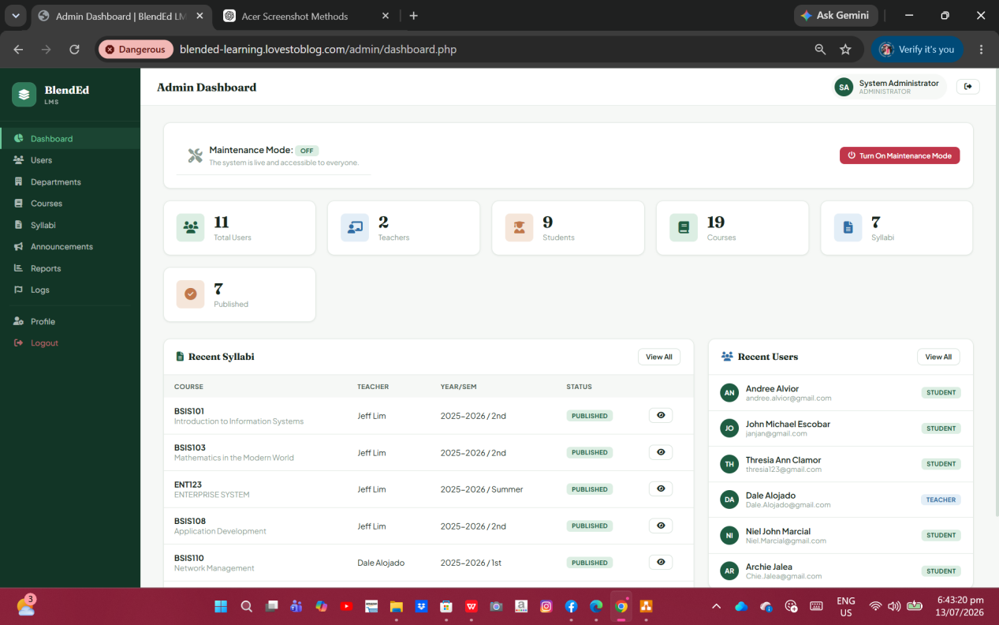 Admin Dashboard | BlendEd LM
Acer Screenshot Methods
Ask Gemini
Dangerous
blended-learning.lovestoblog.com/admin/dashboard.php
Verify it's you
BlendEd
LMS
Dashboard
Users
Departments
Courses
Syllabi
Announcements
Reports
Logs
Profile
Logout
Admin Dashboard
SA
System Administrator
ADMINISTRATOR
Maintenance Mode: OFF
The system is live and accessible to everyone.
Turn On Maintenance Mode
11
Total Users
2
Teachers
9
Students
19
Courses
7
Syllabi
7
Published
Recent Syllabi
View All
COURSE TEACHER YEAR/SEM STATUS
BSIS101
Introduction to Information Systems
Jeff Lim 2025-2026 / 2nd PUBLISHED
BSIS103
Mathematics in the Modern World
Jeff Lim 2025-2026 / 2nd PUBLISHED
ENT123
ENTERPRISE SYSTEM
Jeff Lim 2025-2026 / Summer PUBLISHED
BSIS108
Application Development
Jeff Lim 2025-2026 / 2nd PUBLISHED
BSIS110
Network Management
Dale Alojado 2025-2026 / 1st PUBLISHED
Recent Users
View All
AN
Andree Alvior
andree.alvior@gmail.com
STUDENT
JO
John Michael Escobar
janjan@gmail.com
STUDENT
TH
Thresia Ann Clamor
thresia123@gmail.com
STUDENT
DA
Dale Alojado
Dale.Alojado@gmail.com
TEACHER
NI
Niel John Marcial
Niel.Marcial@gmail.com
STUDENT
AR
Archie Jalea
Chie.Jalea@gmail.com
STUDENT
3
ENG
US
6:43:20 pm
13/07/2026